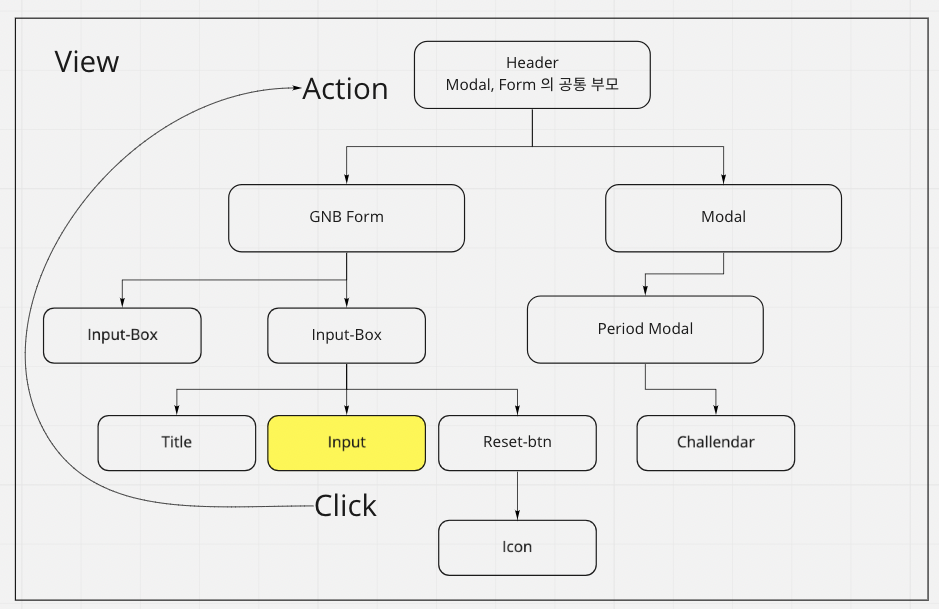 View
Action
Header
Modal, Form 의 공통 부모
GNB Form
Modal
Input-Box
Input-Box
Period Modal
Title
Input
Reset-btn
Challendar
Click
Icon